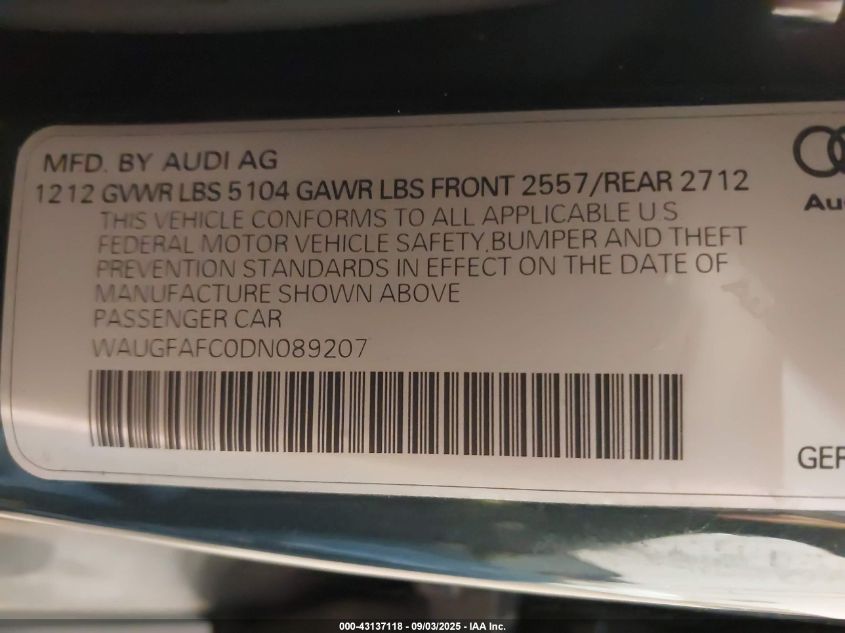 MFD. BY AUDI AG
1212 GVWR LBS 5104 GAWR LBS FRONT 2557/REAR 2712
THIS VEHICLE CONFORMS TO ALL APPLICABLE U S
FEDERAL MOTOR VEHICLE SAFETY,BUMPER AND THEFT
PREVENTION STANDARDS IN EFFECT ON THE DATE OF
MANUFACTURE SHOWN ABOVE
PASSENGER CAR
WAUGFAFC0DN089207
Au
GER
000-43137118 - 09/03/2025 - IAA Inc.